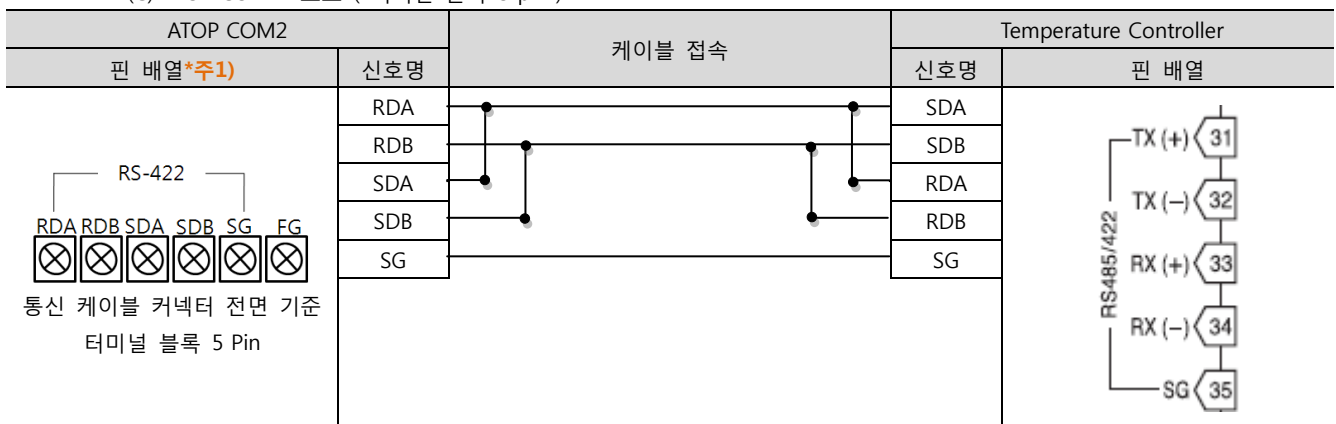 ATOP COM2 케이블 접속 Temperature Controller
핀 배열*주1) 신호명 신호명 핀 배열
RDA SDA
RDB SDB
SDA RDA
SDB RDB
SG SG
RS-422
RDA RDB SDA SDB SG FG
통신 케이블 커넥터 전면 기준
터미널 블록 5 Pin
RS485/422
TX (+) 31
TX (−) 32
RX (+) 33
RX (−) 34
SG 35